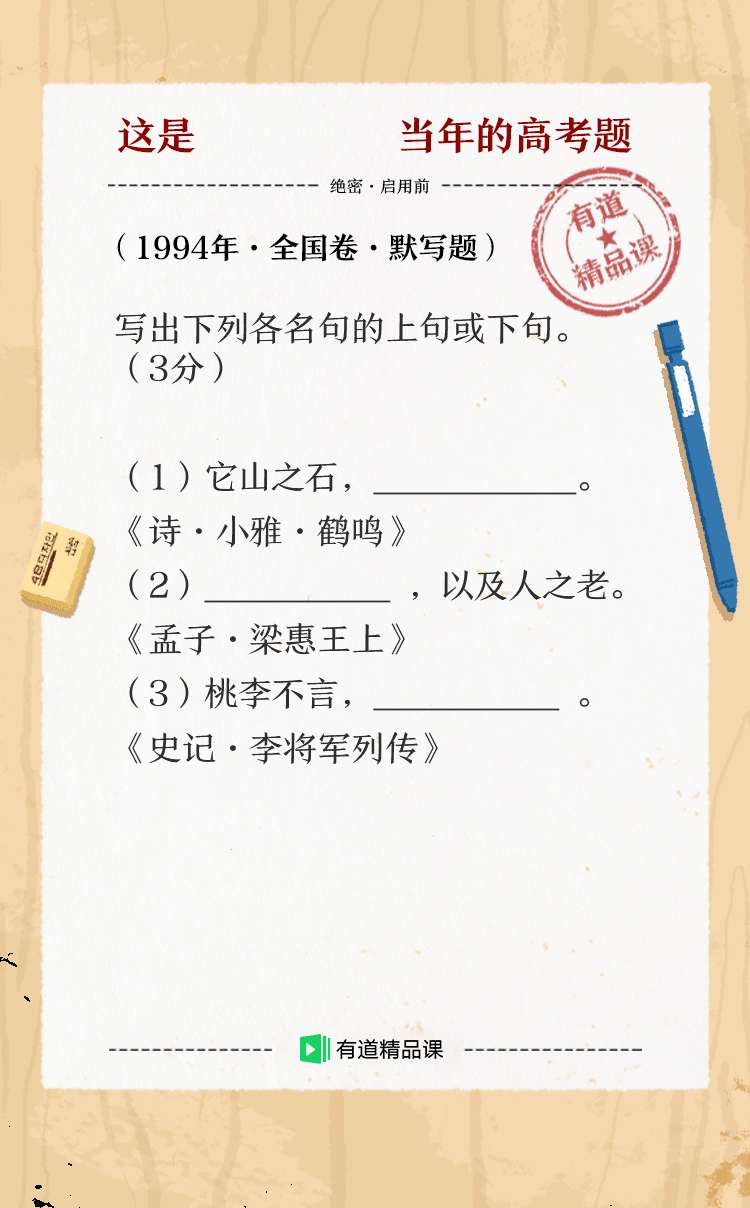 这是 当年的高考题
绝密·启用前
有道
精品课
（1994年·全国卷·默写题）
写出下列各名句的上句或下句。
（3分）
（1）它山之石，____________。
《诗·小雅·鹤鸣》
（2）___________ ，以及人之老。
《孟子·梁惠王上》
（3）桃李不言，___________ 。
《史记·李将军列传》
有道精品课